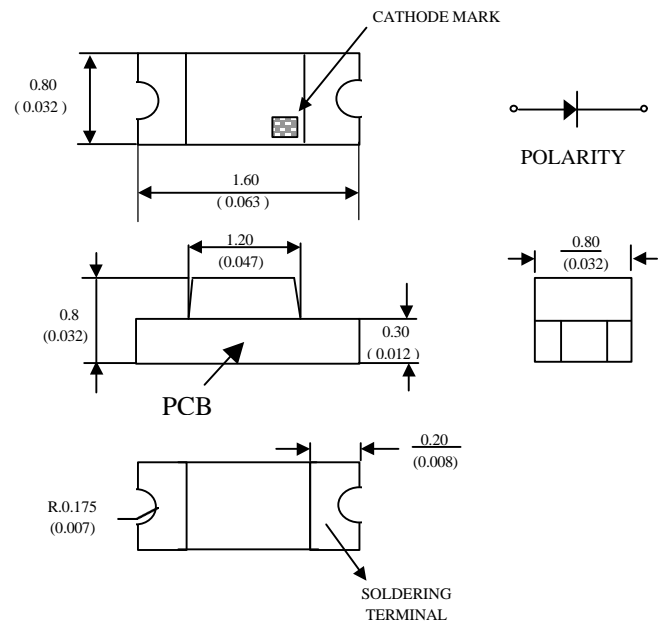 CATHODE MARK
0.80
( 0.032 )
POLARITY
1.60
( 0.063 )
1.20
(0.047)
0.80
(0.032)
0.8
(0.032)
0.30
( 0.012 )
PCB
0.20
(0.008)
R.0.175
(0.007)
SOLDERING
TERMINAL